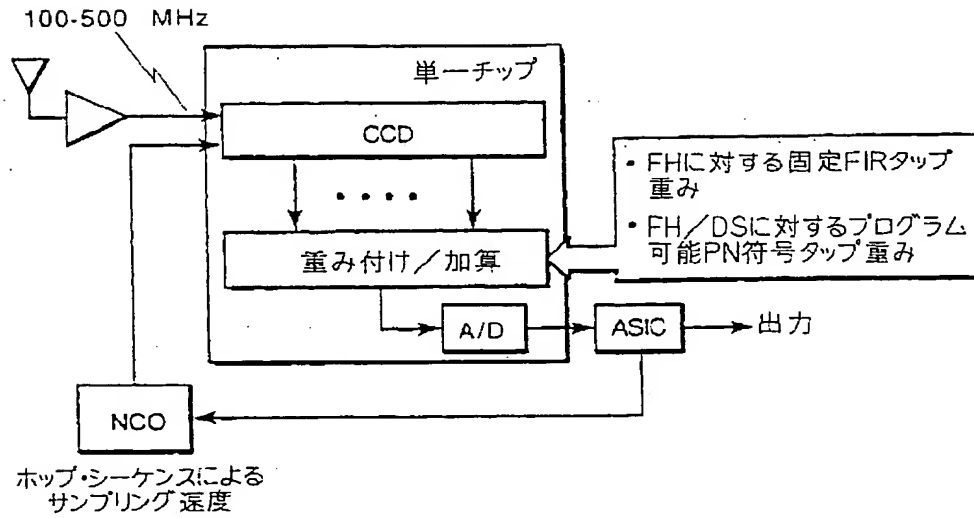 100-500 MHz
単一チップ
CCD
・FHに対する固定FIRタップ
重み
・FH/DSに対するプログラム
可能PN符号タップ重み
重み付け/加算
A/D
ASIC
出力
NCO
ホップ・シーケンスによる
サンプリング速度